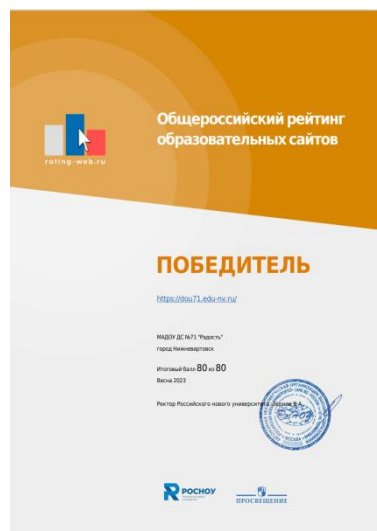 Общероссийский рейтинг
образовательных сайтов
rating-web.ru
ПОБЕДИТЕЛЬ
https://dou71.edu-nv.ru/
МАДОУ ДС №71 "Радость"
город Нижневартовск
Итоговый балл 80 из 80
Весна 2023
Ректор Российского нового университета
РОСНОУ
ПРОСВЕЩЕНИЕ